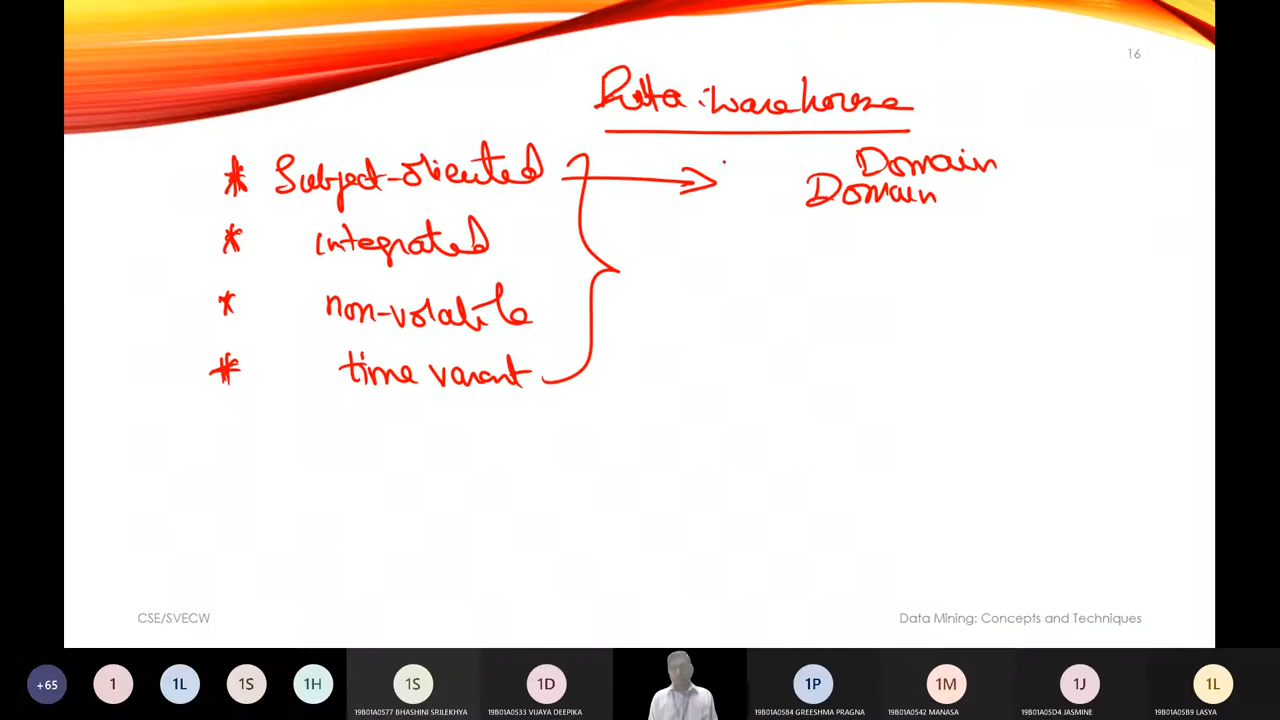 16
Data warehouse
* Subject-oriented
Domain
Domain
* integrated
* non-volatile
* time varant
CSE/SVECW
Data Mining: Concepts and Techniques
+65
1
1L
1S
1H
1S
1D
1P
1M
1J
1L
19B01A0577 BHASHINI SRILEKHYA
19B01A0533 VIJAYA DEEPIKA
19B01A0584 GREESHMA PRAGNA
19B01A0542 MANASA
19B01A05D4 JASMINE
19B01A05B9 LASYA